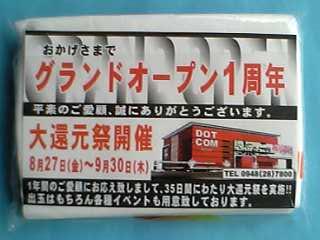 おかげさまで
グランドオープン1周年
平素のご愛顧、誠にありがとうございます。
大還元祭開催
8月27日(金)～9月30日(木)
DOT COM
TEL 0948(28)7800
1年間のご愛顧にお応え致しまして、35日間にわたり大還元祭を実施!!
出玉はもちろん各種イベントも用意致しております。